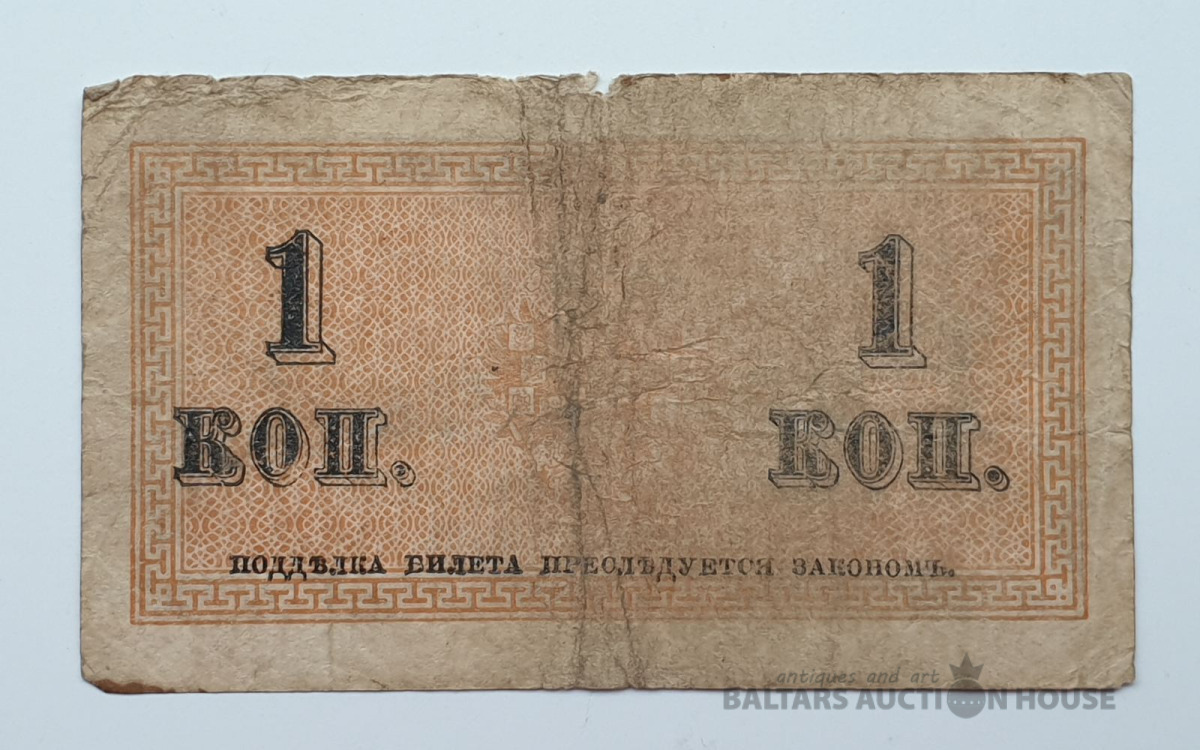 1 1
КОП. КОП.
ПОДДѢЛКА БИЛЕТА ПРЕСЛѢДУЕТСЯ ЗАКОНОМЪ.
antiques and art
BALTARS AUCTION HOUSE